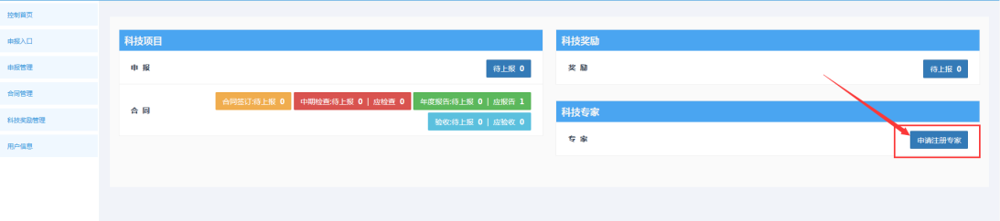 控制首页
申报入口
申报管理
合同管理
科技奖励管理
用户信息
科技项目
申 报
待上报 0
合 同
合同签订:待上报 0 中期检查:待上报 0 | 应检查 0 年度报告:待上报 0 | 应报告 1
验收:待上报 0 | 应验收 0
科技奖励
奖 励
待上报 0
科技专家
专 家
申请注册专家